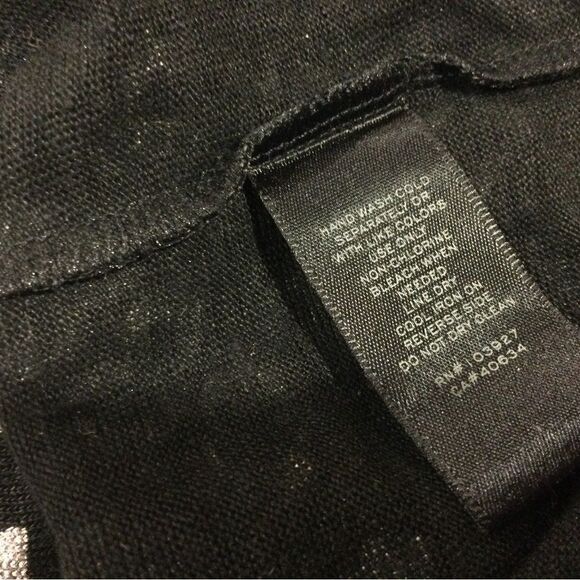 HAND WASH COLD
SEPARATELY OR
WITH LIKE COLORS
USE ONLY
NON-CHLORINE
BLEACH WHEN
NEEDED
LINE DRY
COOL IRON ON
REVERSE SIDE
DO NOT DRY CLEAN
RN# 103927
CA#40634